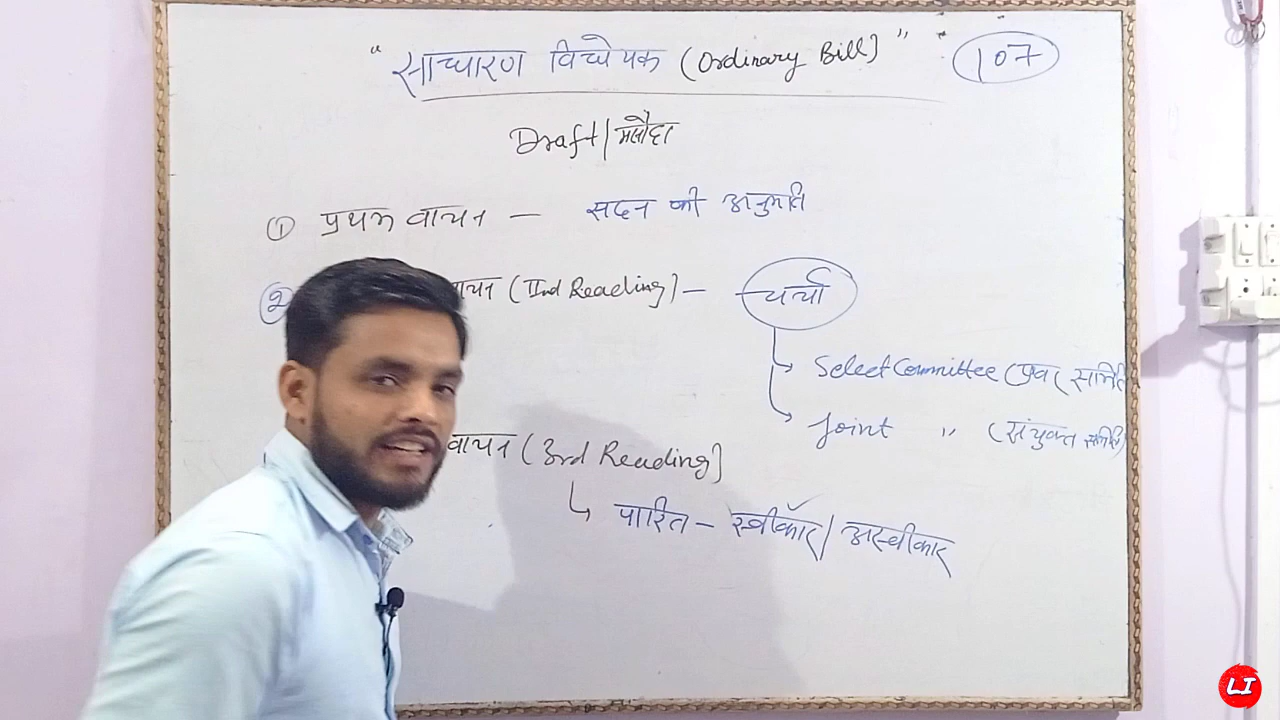 "साधारण विधेयक (Ordinary Bill)" 107
Draft/मसौदा
① प्रथम वाचन — सदन की अनुमति
② वाचन (IInd Reading) — चर्चा
Select Committee (प्रवर समिति
Joint " (संयुक्त समिति)
वाचन (3rd Reading)
पारित - स्वीकार/अस्वीकार
LI